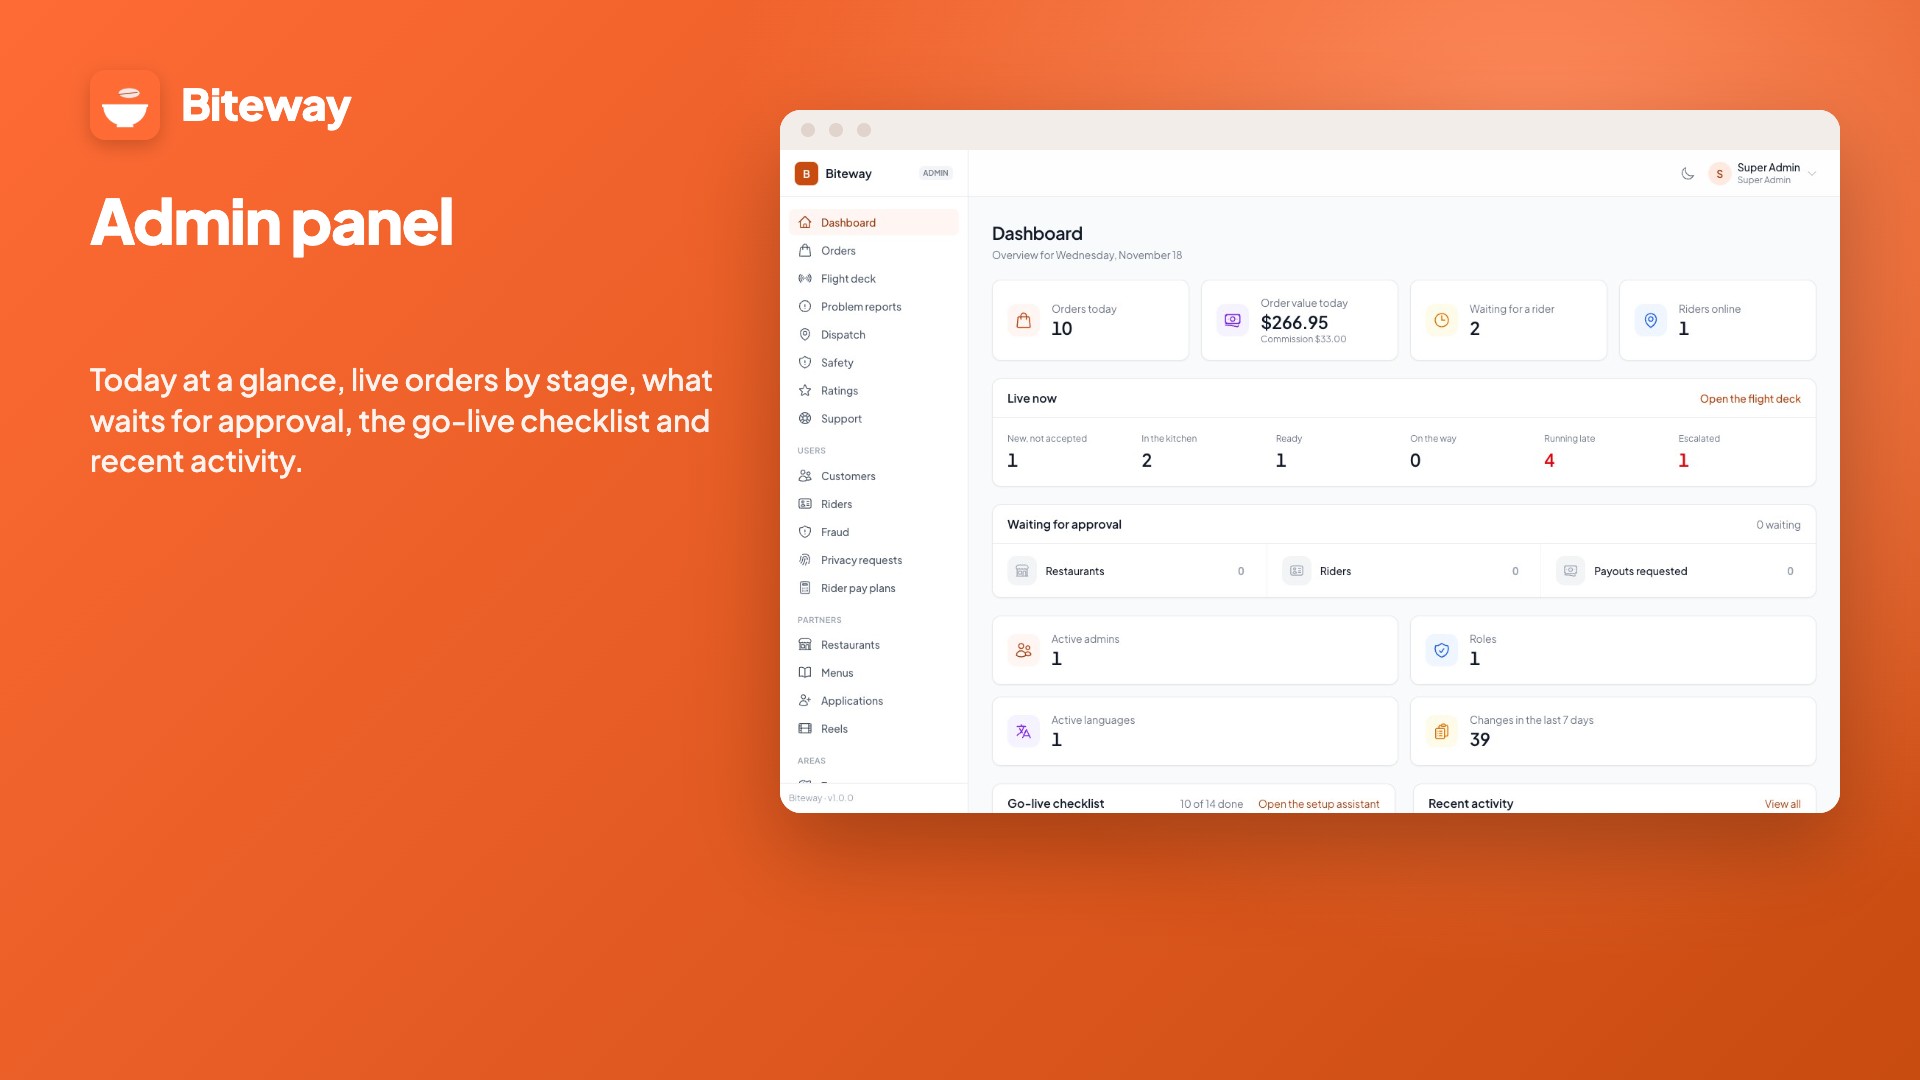 Biteway
Admin panel
Today at a glance, live orders by stage, what
waits for approval, the go-live checklist and
recent activity.
B
Biteway
ADMIN
Dashboard
Orders
Flight deck
Problem reports
Dispatch
Safety
Ratings
Support
USERS
Customers
Riders
Fraud
Privacy requests
Rider pay plans
PARTNERS
Restaurants
Menus
Applications
Reels
AREAS
Biteway · v1.0.0
S
Super Admin
Super Admin
Dashboard
Overview for Wednesday, November 18
Orders today
10
Order value today
$266.95
Commission $33.00
Waiting for a rider
2
Riders online
1
Live now
Open the flight deck
New, not accepted
1
In the kitchen
2
Ready
1
On the way
0
Running late
4
Escalated
1
Waiting for approval
0 waiting
Restaurants
0
Riders
0
Payouts requested
0
Active admins
1
Roles
1
Active languages
1
Changes in the last 7 days
39
Go-live checklist
10 of 14 done
Open the setup assistant
Recent activity
View all